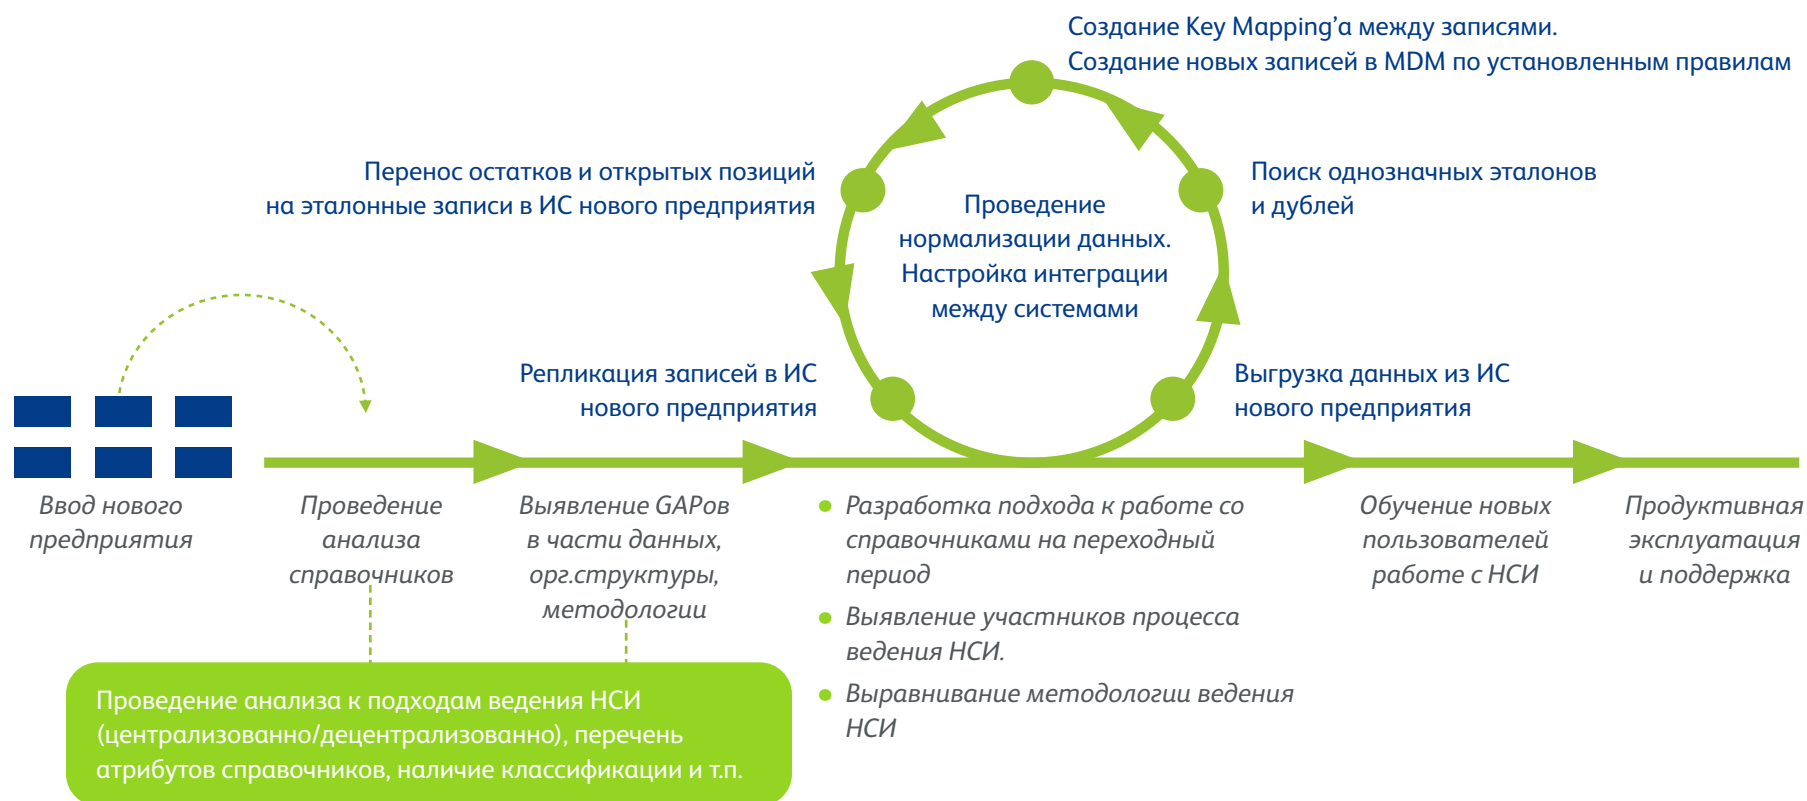 Создание Key Mapping’а между записями.
Создание новых записей в MDM по установленным правилам
Перенос остатков и открытых позиций
на эталонные записи в ИС нового предприятия
Поиск однозначных эталонов
и дублей
Проведение
нормализации данных.
Настройка интеграции
между системами
Репликация записей в ИС
нового предприятия
Выгрузка данных из ИС
нового предприятия
Ввод нового
предприятия
Проведение
анализа
справочников
Выявление GAPов
в части данных,
орг.структуры,
методологии
• Разработка подхода к работе со
справочниками на переходный
период
• Выявление участников процесса
ведения НСИ.
• Выравнивание методологии ведения
НСИ
Обучение новых
пользователей
работе с НСИ
Продуктивная
эксплуатация
и поддержка
Проведение анализа к подходам ведения НСИ
(централизованно/децентрализованно), перечень
атрибутов справочников, наличие классификации и т.п.